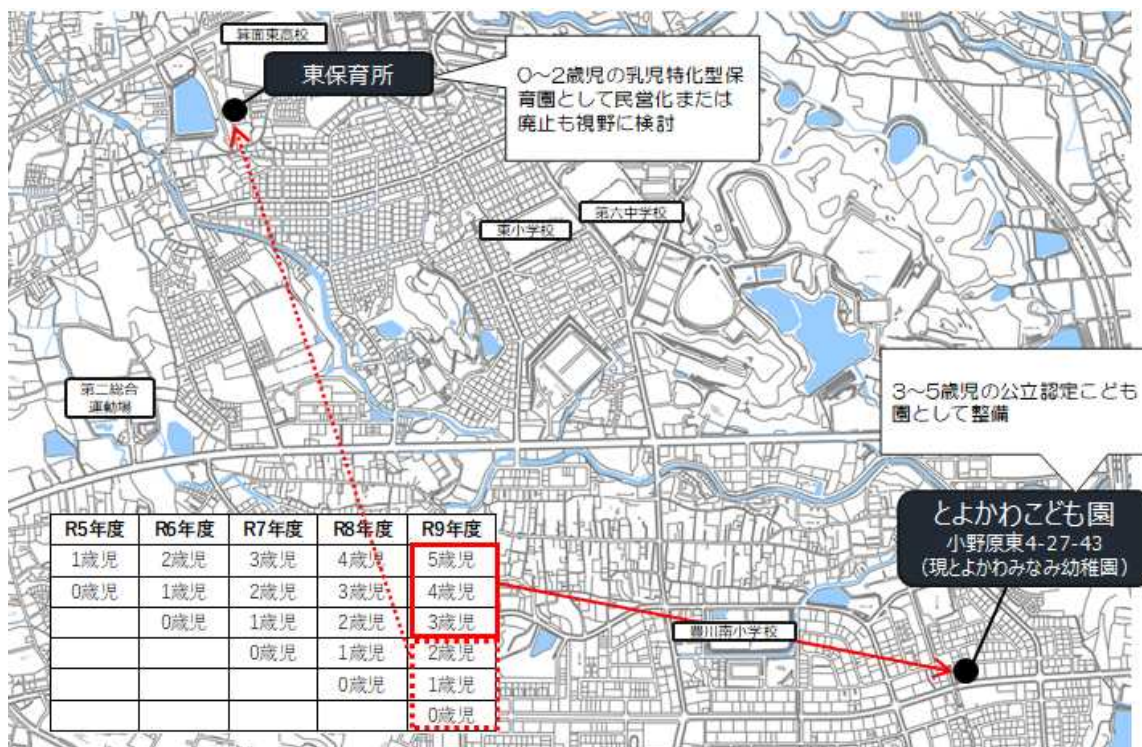 箕面東高校
東保育所
0～2歳児の乳児特化型保
育園として民営化または
廃止も視野に検討
第六中学校
東小学校
第二総合
運動場
3～5歳児の公立認定こども
園として整備
とよかわこども園
小野原東4-27-43
(現とよかわみなみ幼稚園)
豊川南小学校
R5年度 R6年度 R7年度 R8年度 R9年度
1歳児 2歳児 3歳児 4歳児 5歳児
0歳児 1歳児 2歳児 3歳児 4歳児
0歳児 1歳児 2歳児 3歳児
0歳児 1歳児 2歳児
0歳児 1歳児
0歳児